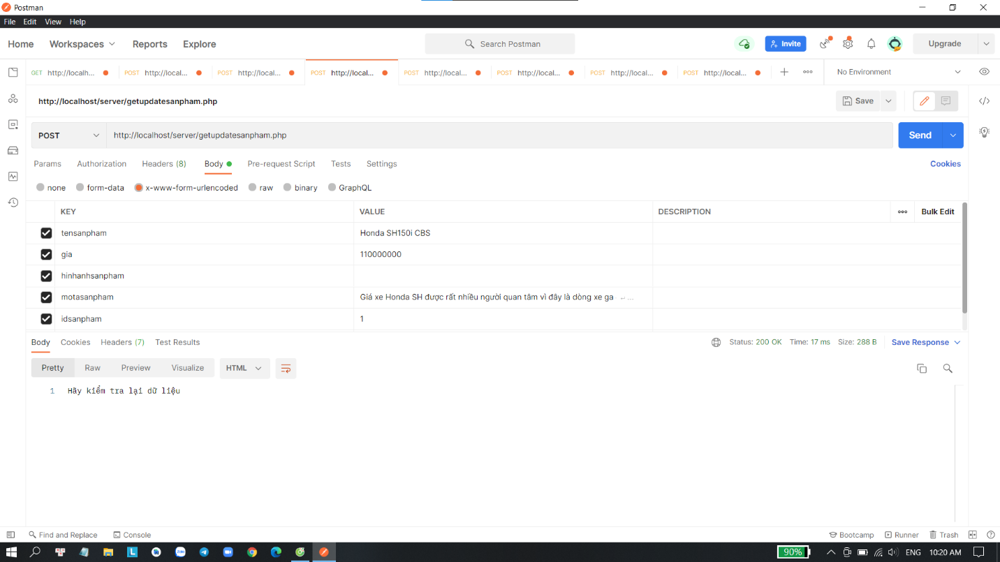 Postman
File Edit View Help
Home Workspaces Reports Explore Search Postman Invite Upgrade
GET http://localh... POST http://local... POST http://local... POST http://local... POST http://local... POST http://local... POST http://local... POST http://local... No Environment
http://localhost/server/getupdatesanpham.php Save
POST http://localhost/server/getupdatesanpham.php Send
Params Authorization Headers (8) Body Pre-request Script Tests Settings Cookies
none form-data x-www-form-urlencoded raw binary GraphQL
KEY VALUE DESCRIPTION Bulk Edit
tensanpham Honda SH150i CBS
gia 110000000
hinhanhsanpham
motasanpham Giá xe Honda SH được rất nhiều người quan tâm vì đây là dòng xe ga ...
idsanpham 1
Body Cookies Headers (7) Test Results Status: 200 OK Time: 17 ms Size: 288 B Save Response
Pretty Raw Preview Visualize HTML
1 Hãy kiểm tra lại dữ liệu
Find and Replace Console Bootcamp Runner Trash
L Zalo 90% ENG 10:20 AM